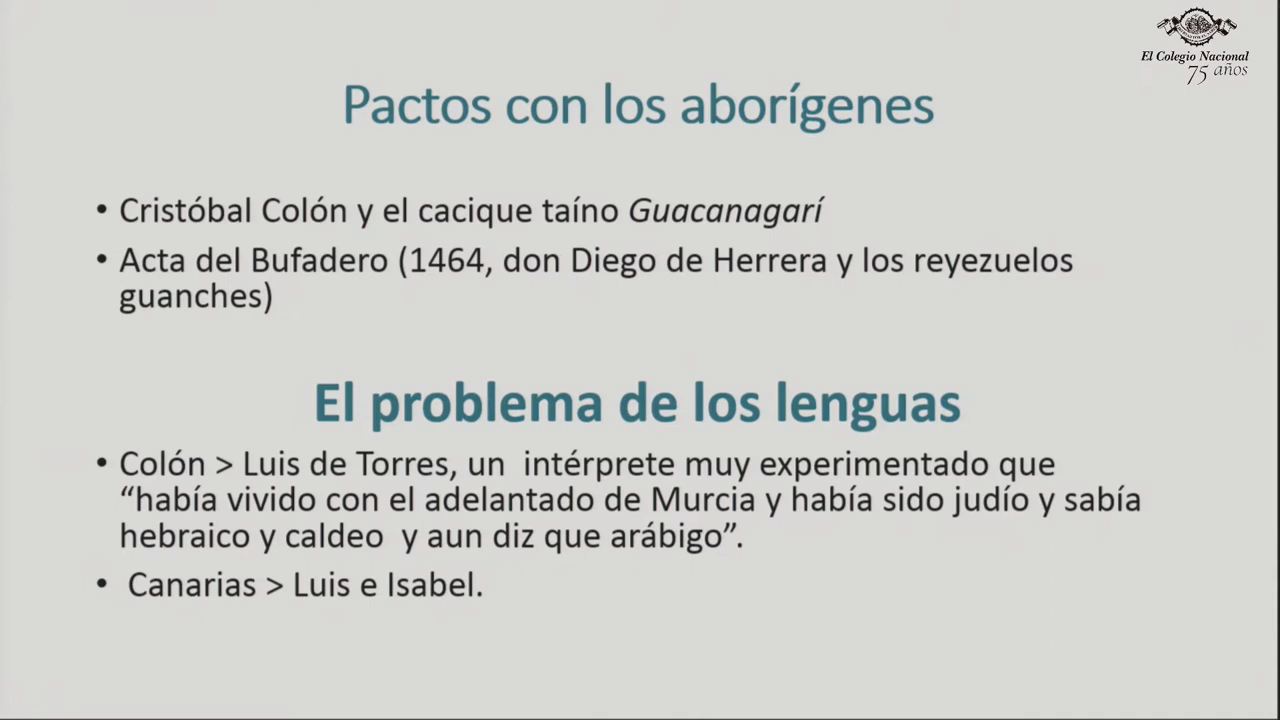 El Colegio Nacional
75 años
Pactos con los aborígenes
• Cristóbal Colón y el cacique taíno Guacanagarí
• Acta del Bufadero (1464, don Diego de Herrera y los reyezuelos
guanches)
El problema de los lenguas
• Colón > Luis de Torres, un intérprete muy experimentado que
“había vivido con el adelantado de Murcia y había sido judío y sabía
hebraico y caldeo y aun diz que arábigo”.
• Canarias > Luis e Isabel.